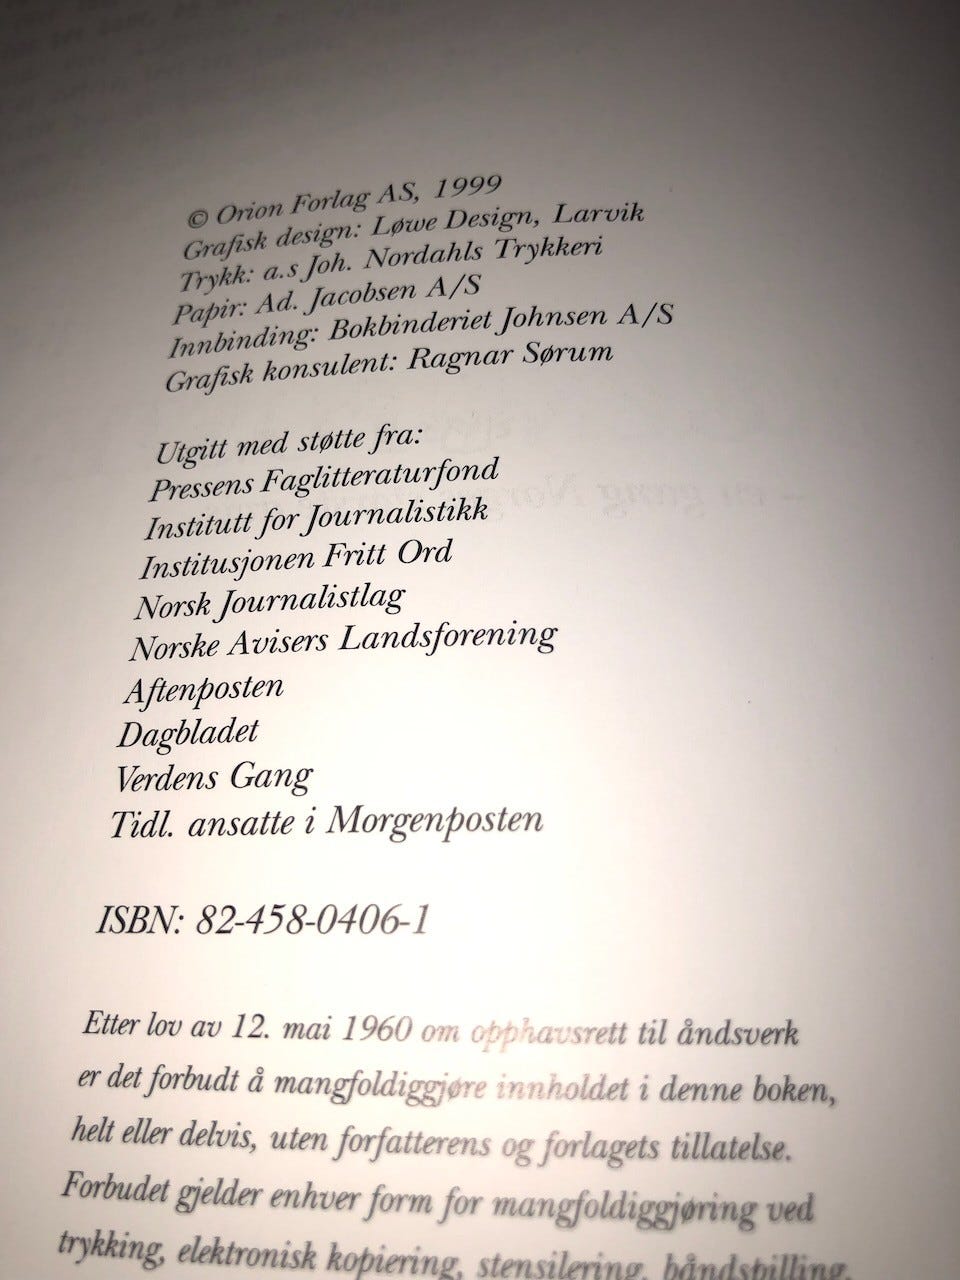 © Orion Forlag AS, 1999
Grafisk design: Løwe Design, Larvik
Trykk: a.s Joh. Nordahls Trykkeri
Papir: Ad. Jacobsen A/S
Innbinding: Bokbinderiet Johnsen A/S
Grafisk konsulent: Ragnar Sørum
Utgitt med støtte fra:
Pressens Faglitteraturfond
Institutt for Journalistikk
Institusjonen Fritt Ord
Norsk Journalistlag
Norske Avisers Landsforening
Aftenposten
Dagbladet
Verdens Gang
Tidl. ansatte i Morgenposten
ISBN: 82-458-0406-1
Etter lov av 12. mai 1960 om opphavsrett til åndsverk
er det forbudt å mangfoldiggjøre innholdet i denne boken,
helt eller delvis, uten forfatterens og forlagets tillatelse.
Forbudet gjelder enhver form for mangfoldiggjøring ved
trykking, elektronisk kopiering, stensilering, båndspilling,